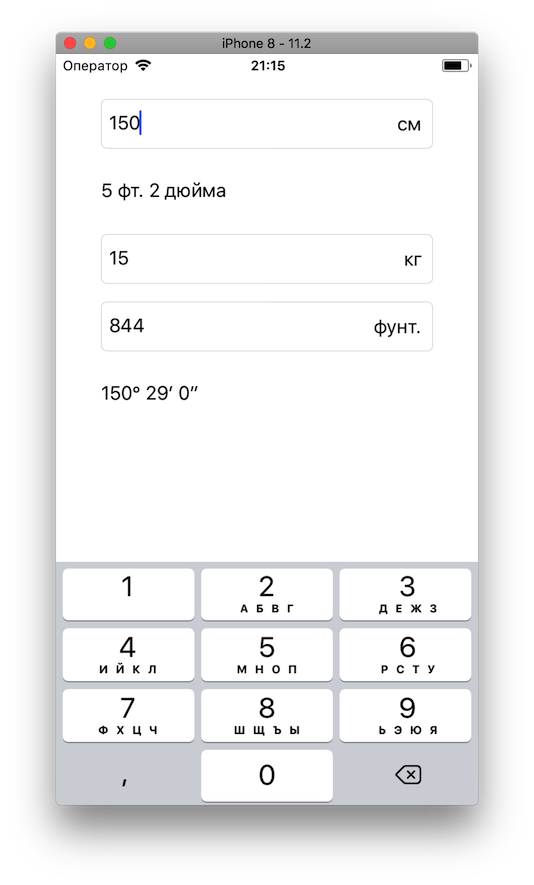 iPhone 8 - 11.2
Оператор 21:15
150 см
5 фт. 2 дюйма
15 кг
844 фунт.
150° 29′ 0″
1 2 3
А Б В Г Д Е Ж З
4 5 6
И Й К Л М Н О П Р С Т У
7 8 9
Ф Х Ц Ч Ш Щ Ъ Ы Ь Э Ю Я
, 0